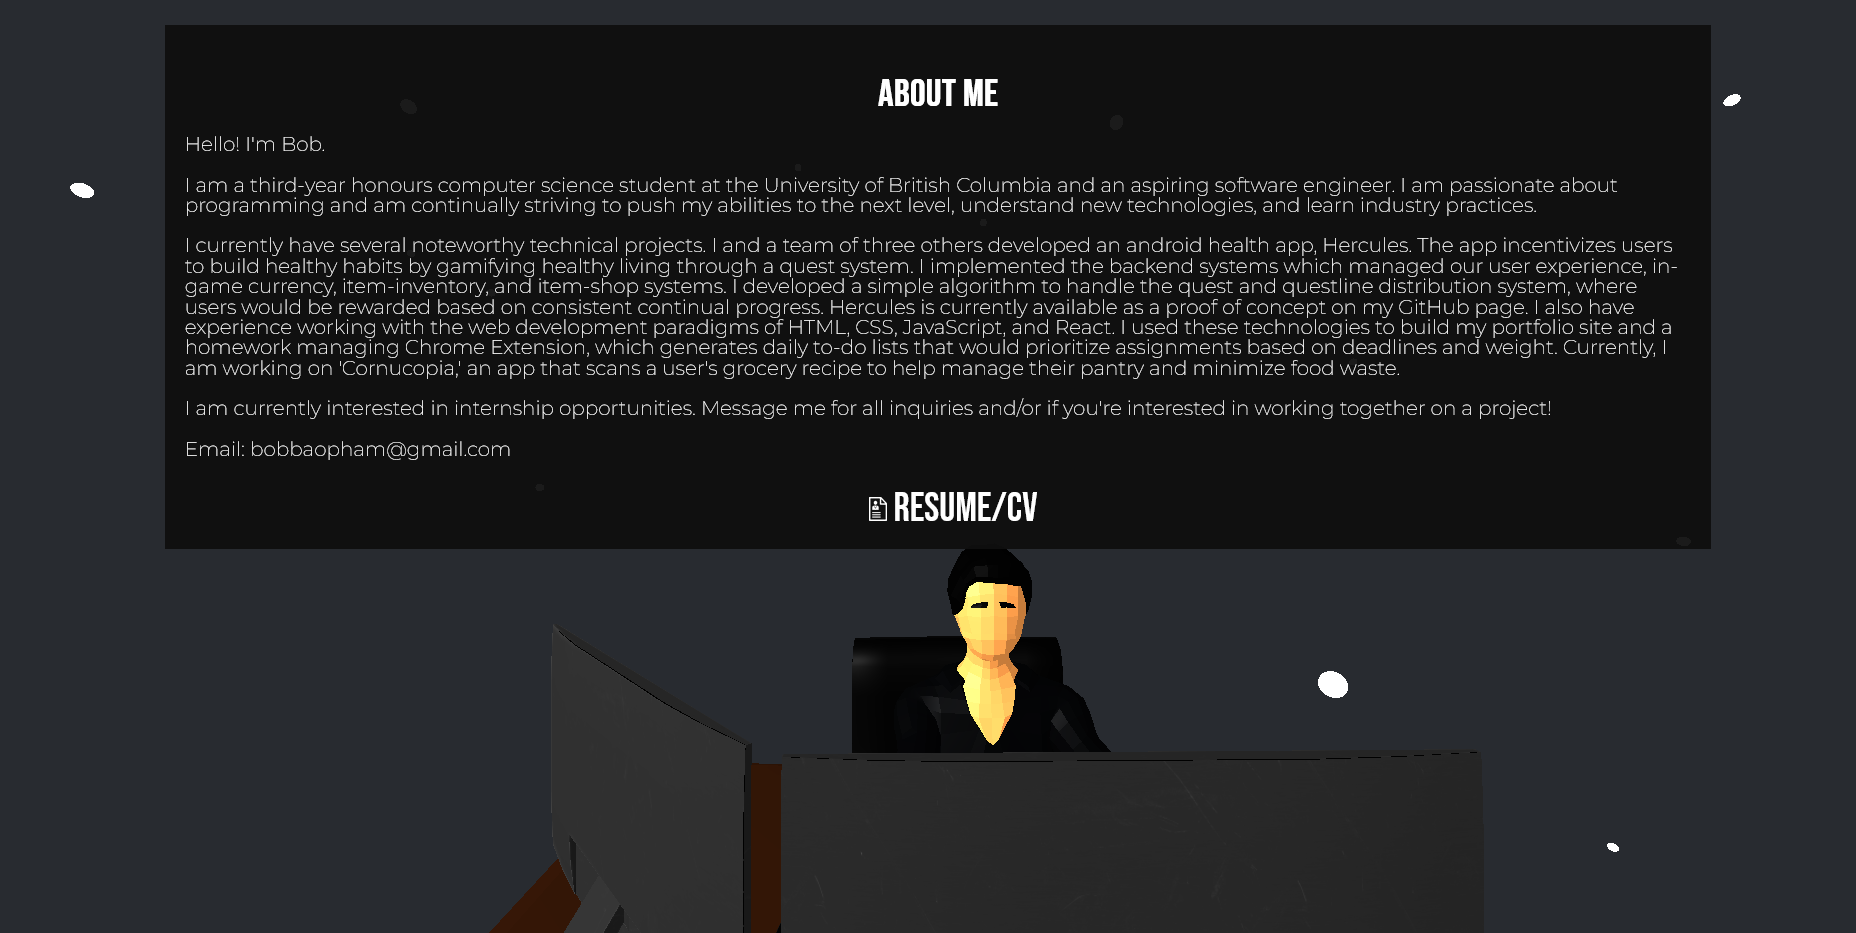 ABOUT ME
Hello! I'm Bob.
I am a third-year honours computer science student at the University of British Columbia and an aspiring software engineer. I am passionate about
programming and am continually striving to push my abilities to the next level, understand new technologies, and learn industry practices.
I currently have several noteworthy technical projects. I and a team of three others developed an android health app, Hercules. The app incentivizes users
to build healthy habits by gamifying healthy living through a quest system. I implemented the backend systems which managed our user experience, in-
game currency, item-inventory, and item-shop systems. I developed a simple algorithm to handle the quest and questline distribution system, where
users would be rewarded based on consistent continual progress. Hercules is currently available as a proof of concept on my GitHub page. I also have
experience working with the web development paradigms of HTML, CSS, JavaScript, and React. I used these technologies to build my portfolio site and a
homework managing Chrome Extension, which generates daily to-do lists that would prioritize assignments based on deadlines and weight. Currently, I
am working on 'Cornucopia,' an app that scans a user's grocery recipe to help manage their pantry and minimize food waste.
I am currently interested in internship opportunities. Message me for all inquiries and/or if you're interested in working together on a project!
Email: bobbaopham@gmail.com
RESUME/CV